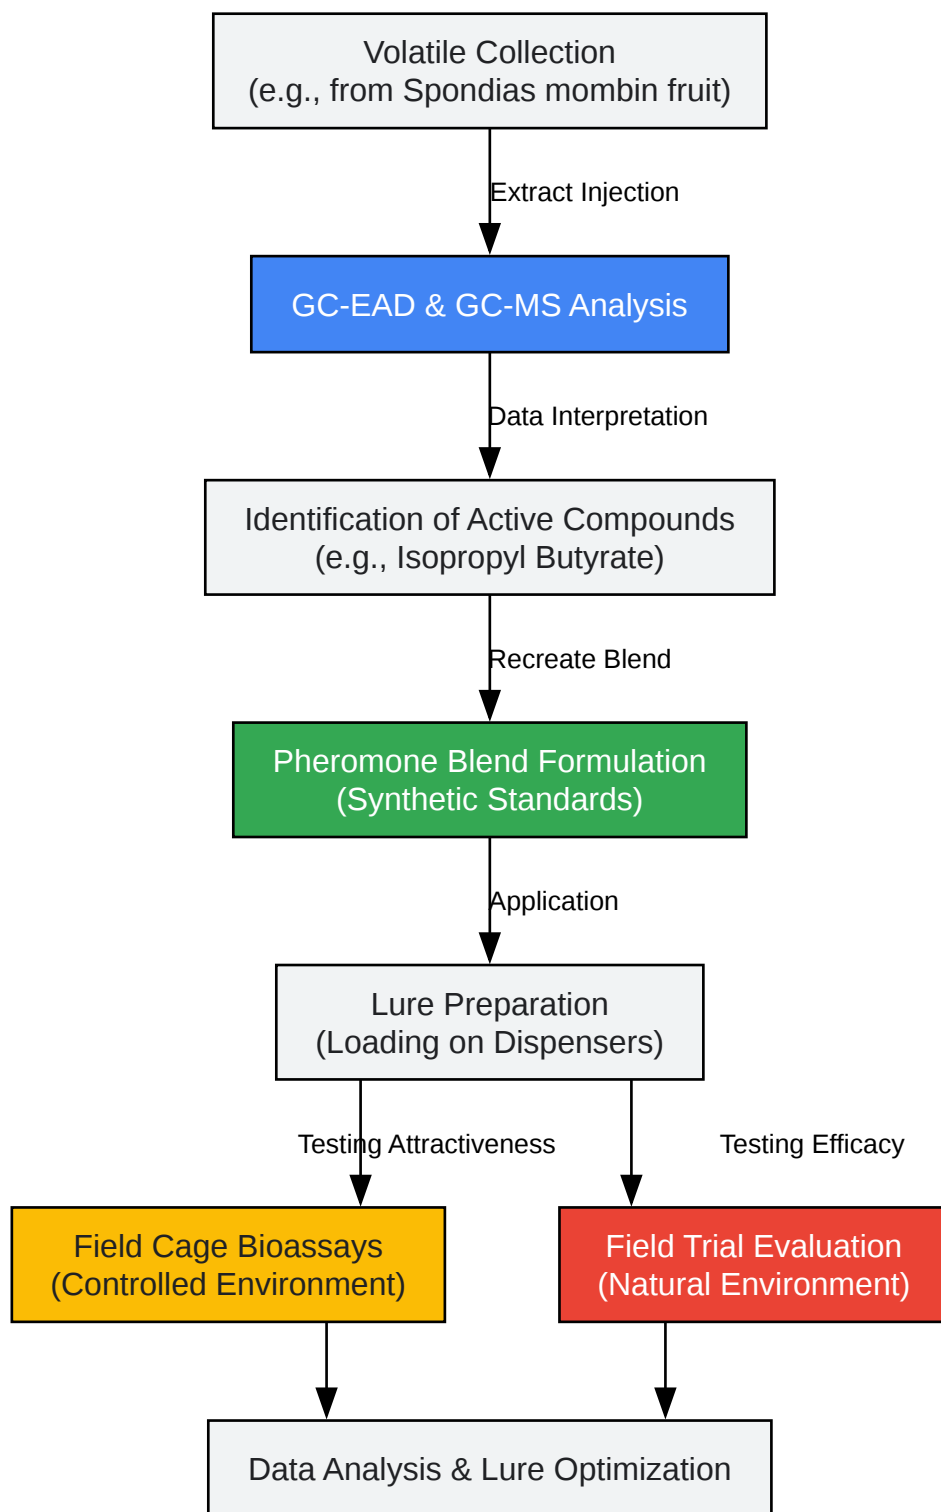 Volatile Collection
(e.g., from Spondias mombin fruit)
Extract Injection
GC-EAD & GC-MS Analysis
Data Interpretation
Identification of Active Compounds
(e.g., Isopropyl Butyrate)
Recreate Blend
Pheromone Blend Formulation
(Synthetic Standards)
Application
Lure Preparation
(Loading on Dispensers)
Testing Attractiveness
Testing Efficacy
Field Cage Bioassays
(Controlled Environment)
Field Trial Evaluation
(Natural Environment)
Data Analysis & Lure Optimization